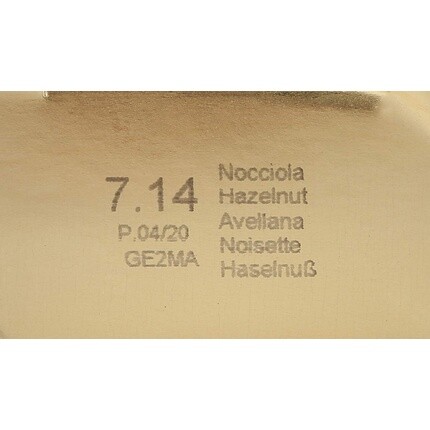 7.14
P.04/20
GE2MA
Nocciola
Hazelnut
Avellana
Noisette
Haselnuß